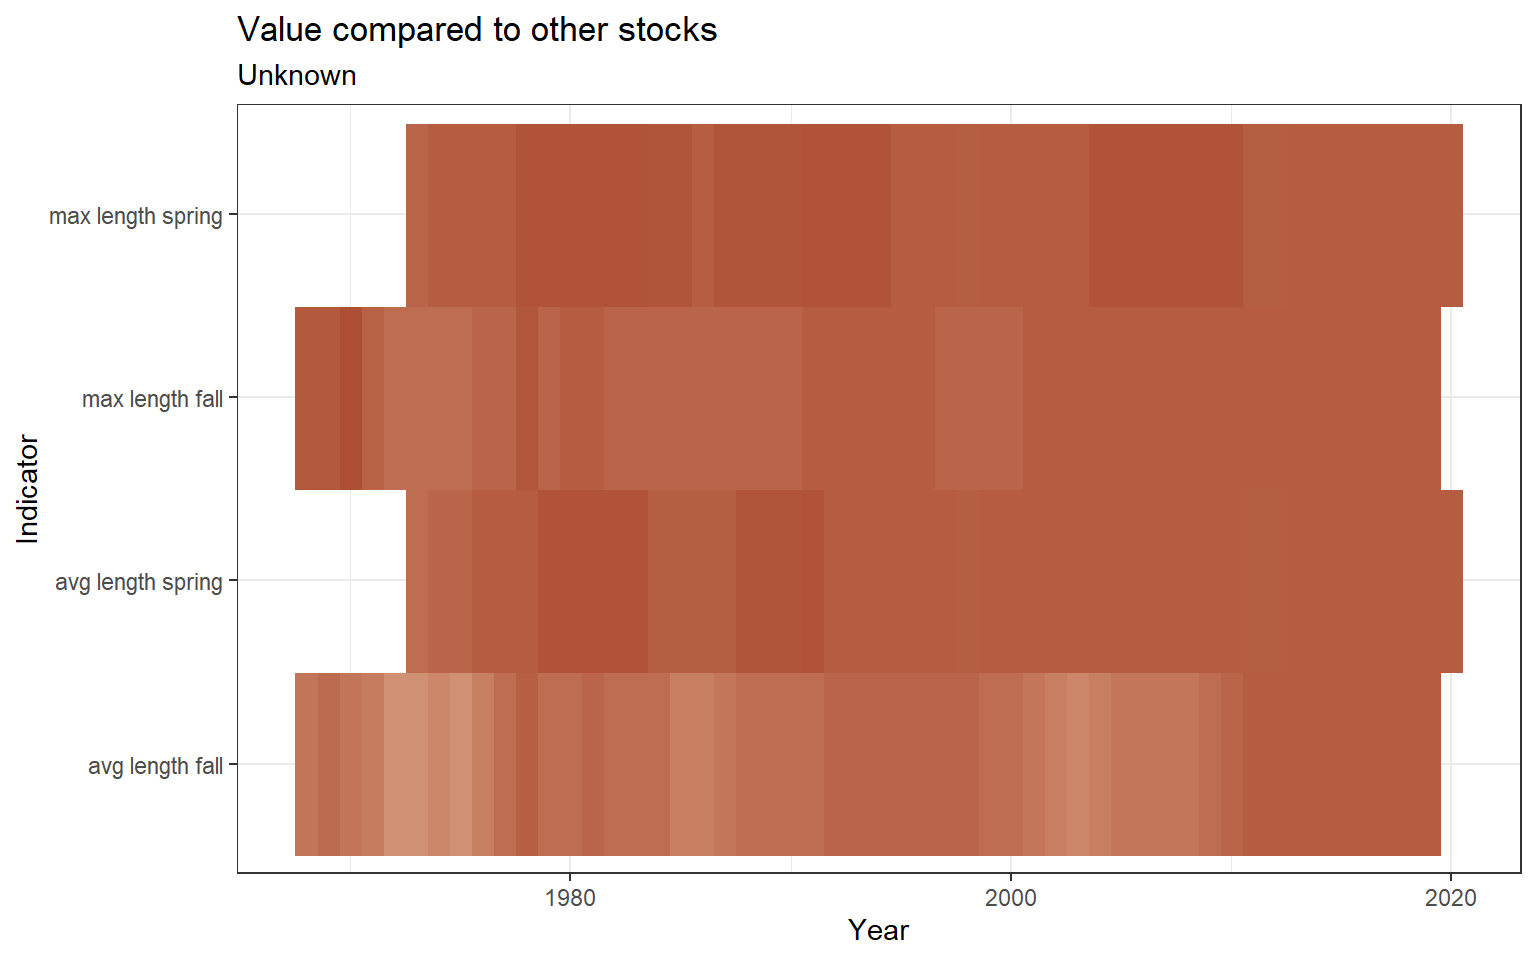 Value compared to other stocks
Unknown
max length spring
max length fall
avg length spring
avg length fall
Indicator
1980 2000 2020
Year